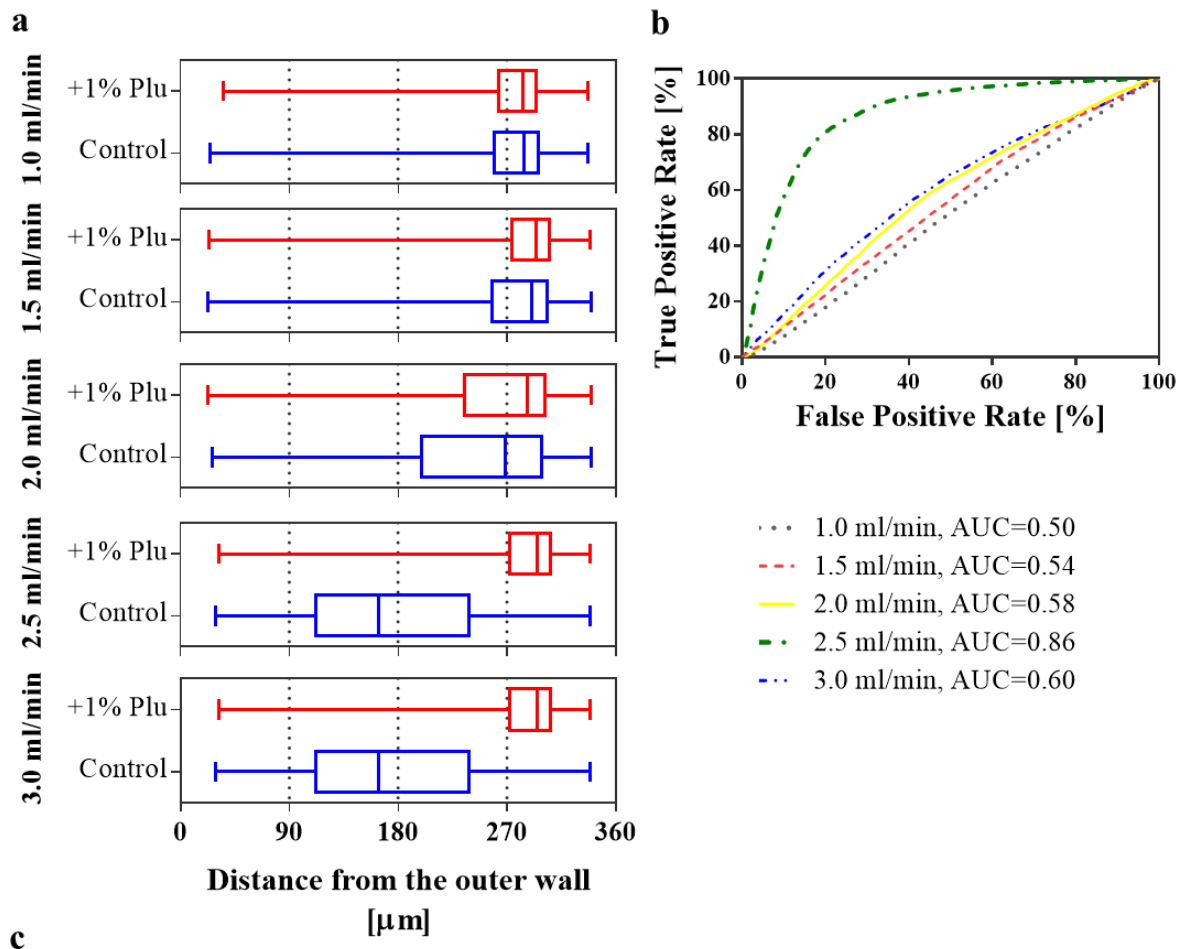 a
1.0 ml/min
+1% Plu
Control
1.5 ml/min
+1% Plu
Control
2.0 ml/min
+1% Plu
Control
2.5 ml/min
+1% Plu
Control
3.0 ml/min
+1% Plu
Control
0 90 180 270 360
Distance from the outer wall
[µm]
b
True Positive Rate [%]
100
80
60
40
20
0
0 20 40 60 80 100
False Positive Rate [%]
1.0 ml/min, AUC=0.50
1.5 ml/min, AUC=0.54
2.0 ml/min, AUC=0.58
2.5 ml/min, AUC=0.86
3.0 ml/min, AUC=0.60
c